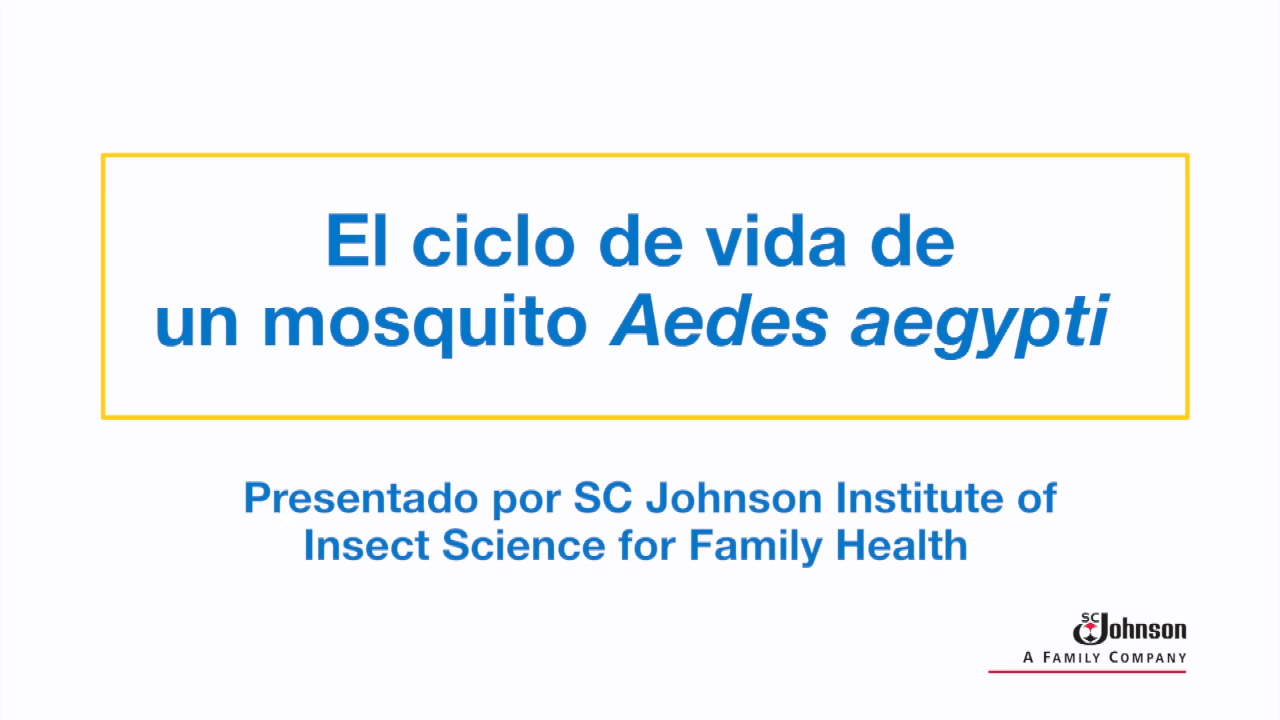 El ciclo de vida de
un mosquito Aedes aegypti
Presentado por SC Johnson Institute of
Insect Science for Family Health
SC Johnson
A FAMILY COMPANY